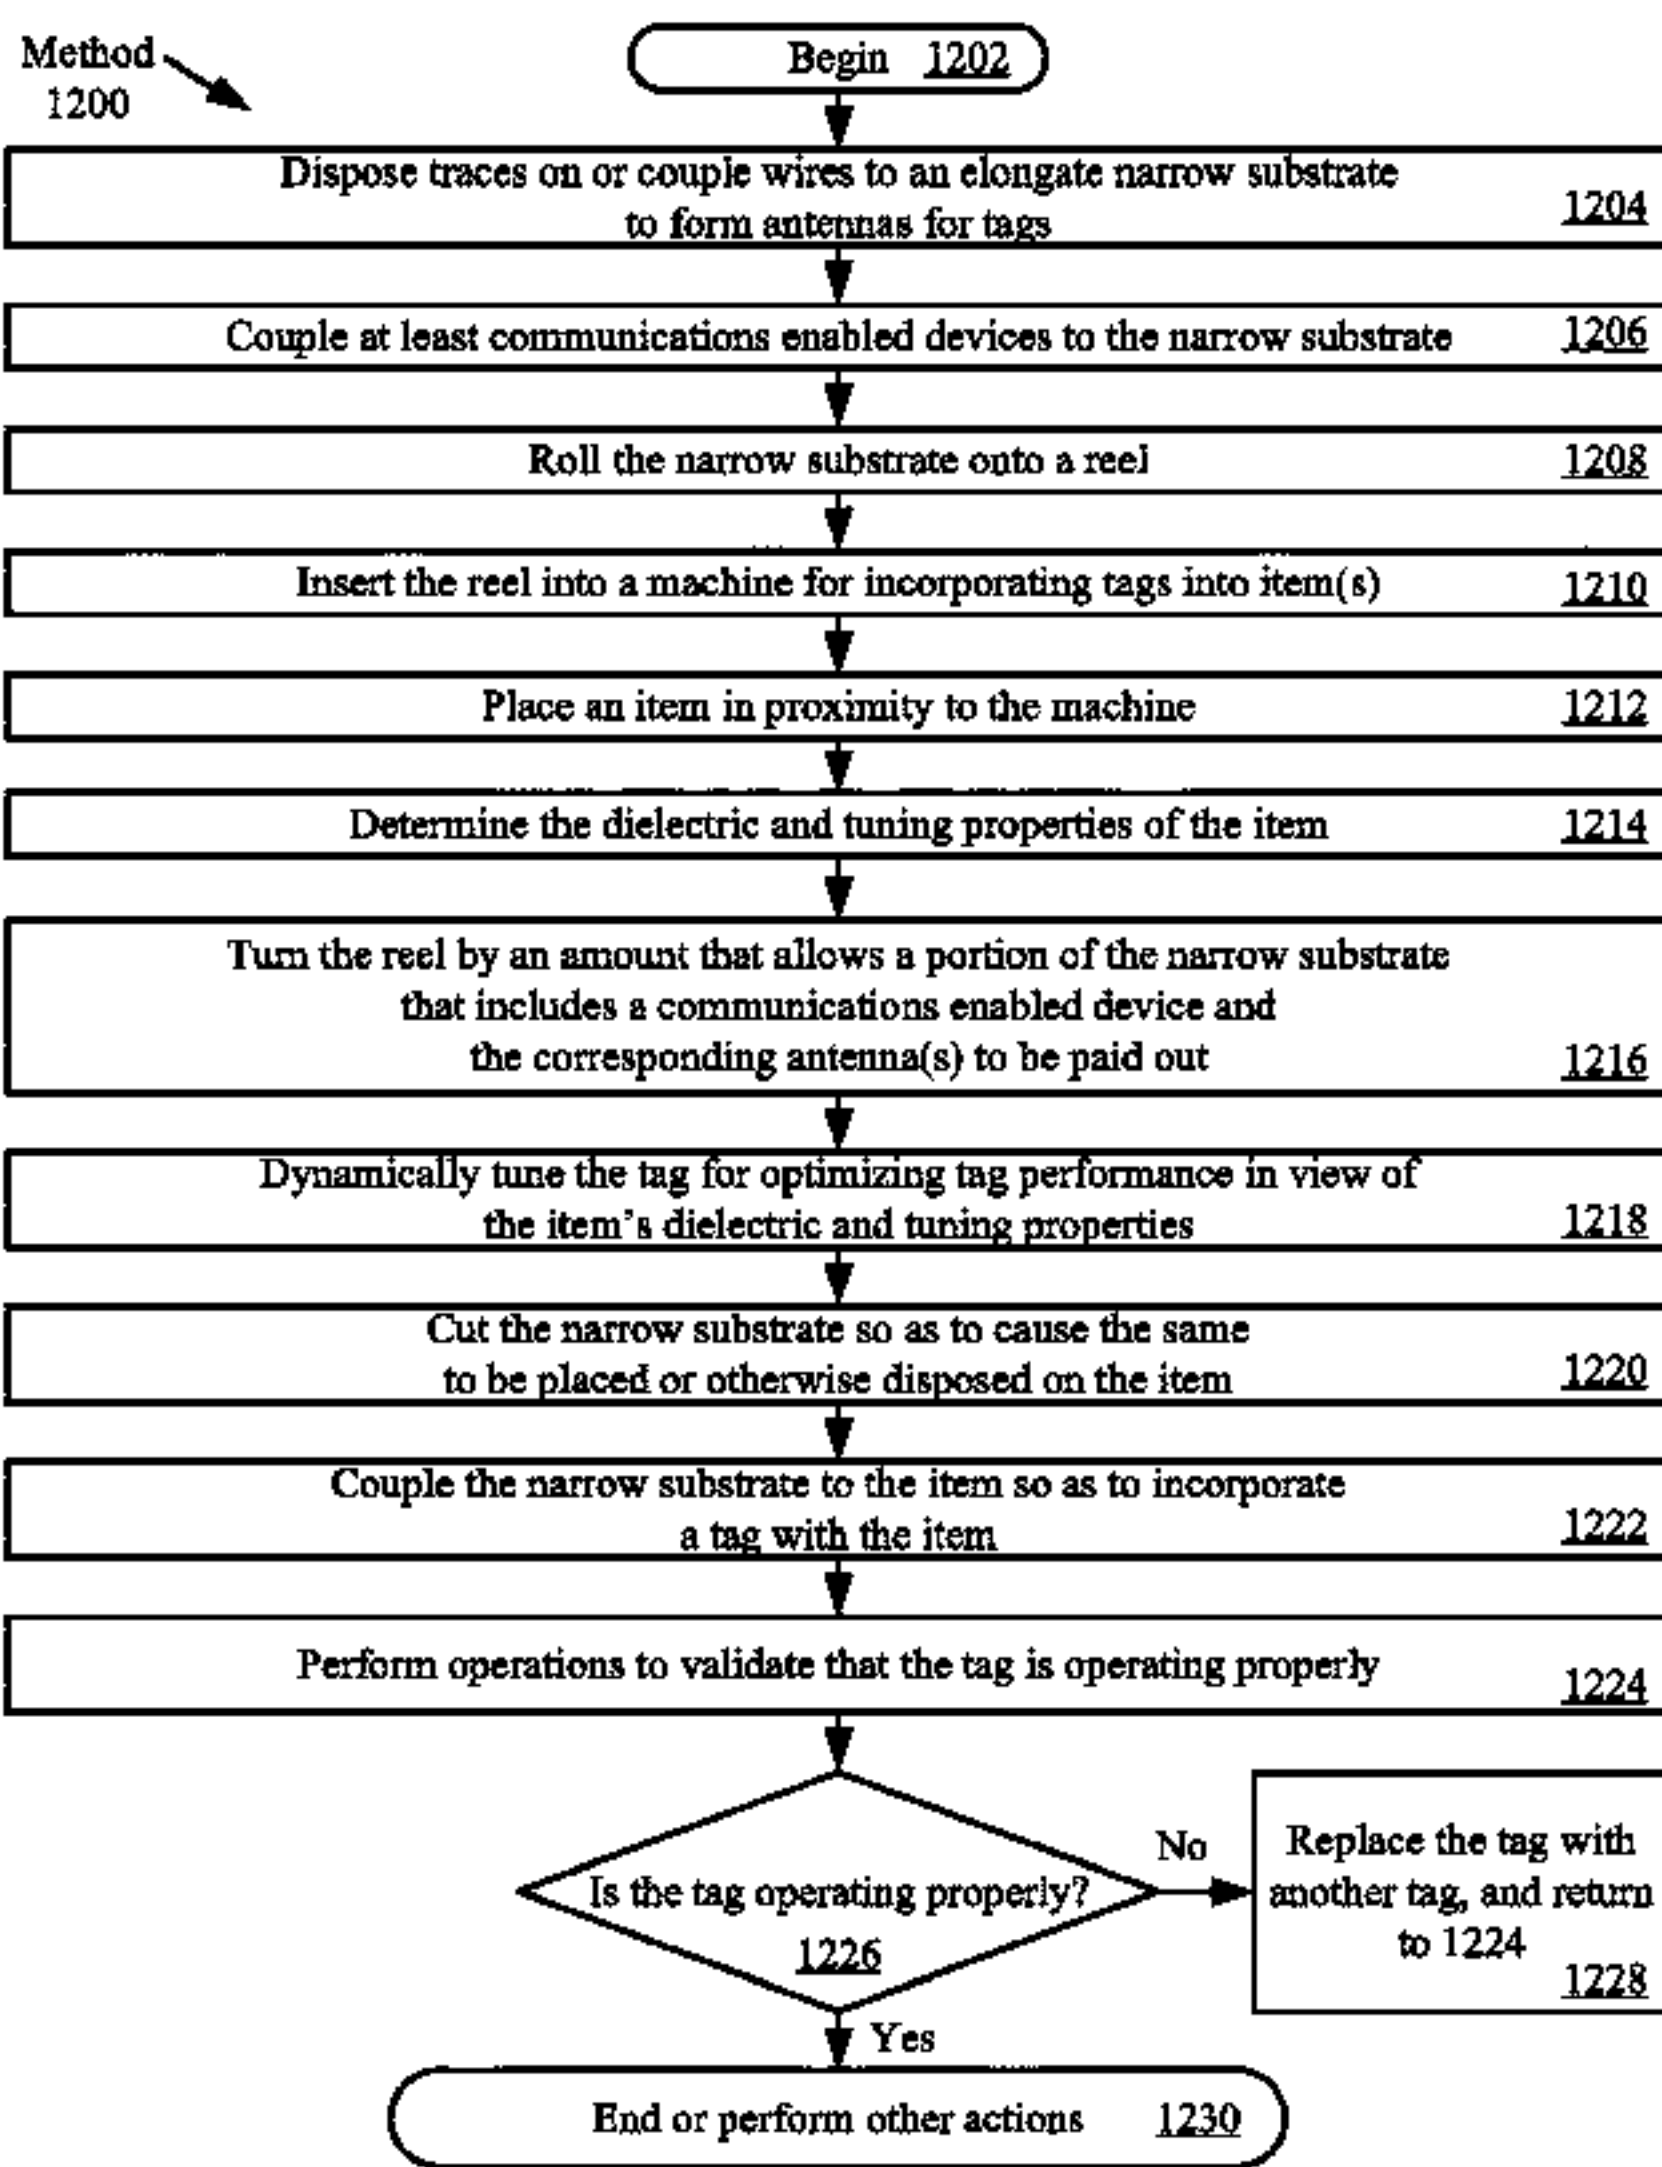 Method
1200
Begin 1202
Dispose traces on or couple wires to an elongate narrow substrate
to form antennas for tags
1204
Couple at least communications enabled devices to the narrow substrate 1206
Roll the narrow substrate onto a reel 1208
Insert the reel into a machine for incorporating tags into item(s) 1210
Place an item in proximity to the machine 1212
Determine the dielectric and tuning properties of the item 1214
Turn the reel by an amount that allows a portion of the narrow substrate
that includes a communications enabled device and
the corresponding antenna(s) to be paid out 1216
Dynamically tune the tag for optimizing tag performance in view of
the item's dielectric and tuning properties 1218
Cut the narrow substrate so as to cause the same
to be placed or otherwise disposed on the item 1220
Couple the narrow substrate to the item so as to incorporate
a tag with the item 1222
Perform operations to validate that the tag is operating properly 1224
Is the tag operating properly?
1226
No
Replace the tag with
another tag, and return
to 1224
1228
Yes
End or perform other actions 1230